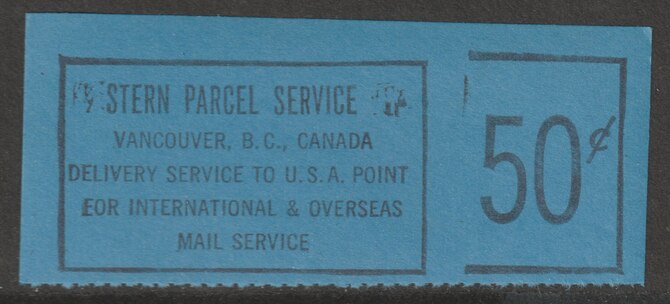 STERN PARCEL SERVICE
VANCOUVER, B.C., CANADA
DELIVERY SERVICE TO U.S.A. POINT
FOR INTERNATIONAL & OVERSEAS
MAIL SERVICE
50¢